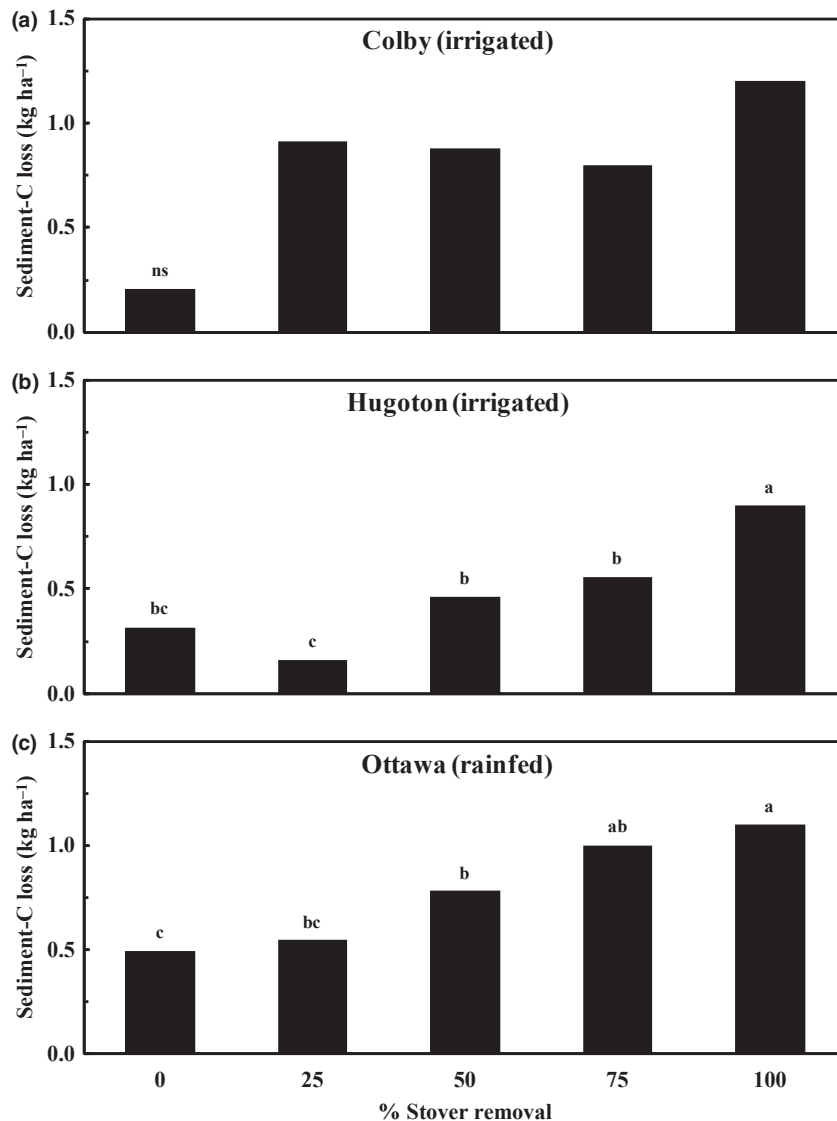 (a)
1.5
Colby (irrigated)
Sediment-C loss (kg ha⁻¹)
1.0
0.5
ns
0.0
(b)
1.5
Hugoton (irrigated)
Sediment-C loss (kg ha⁻¹)
1.0
a
0.5
b
b
bc
c
0.0
(c)
1.5
Ottawa (rainfed)
Sediment-C loss (kg ha⁻¹)
1.0
a
ab
b
0.5
bc
c
0.0
0 25 50 75 100
% Stover removal